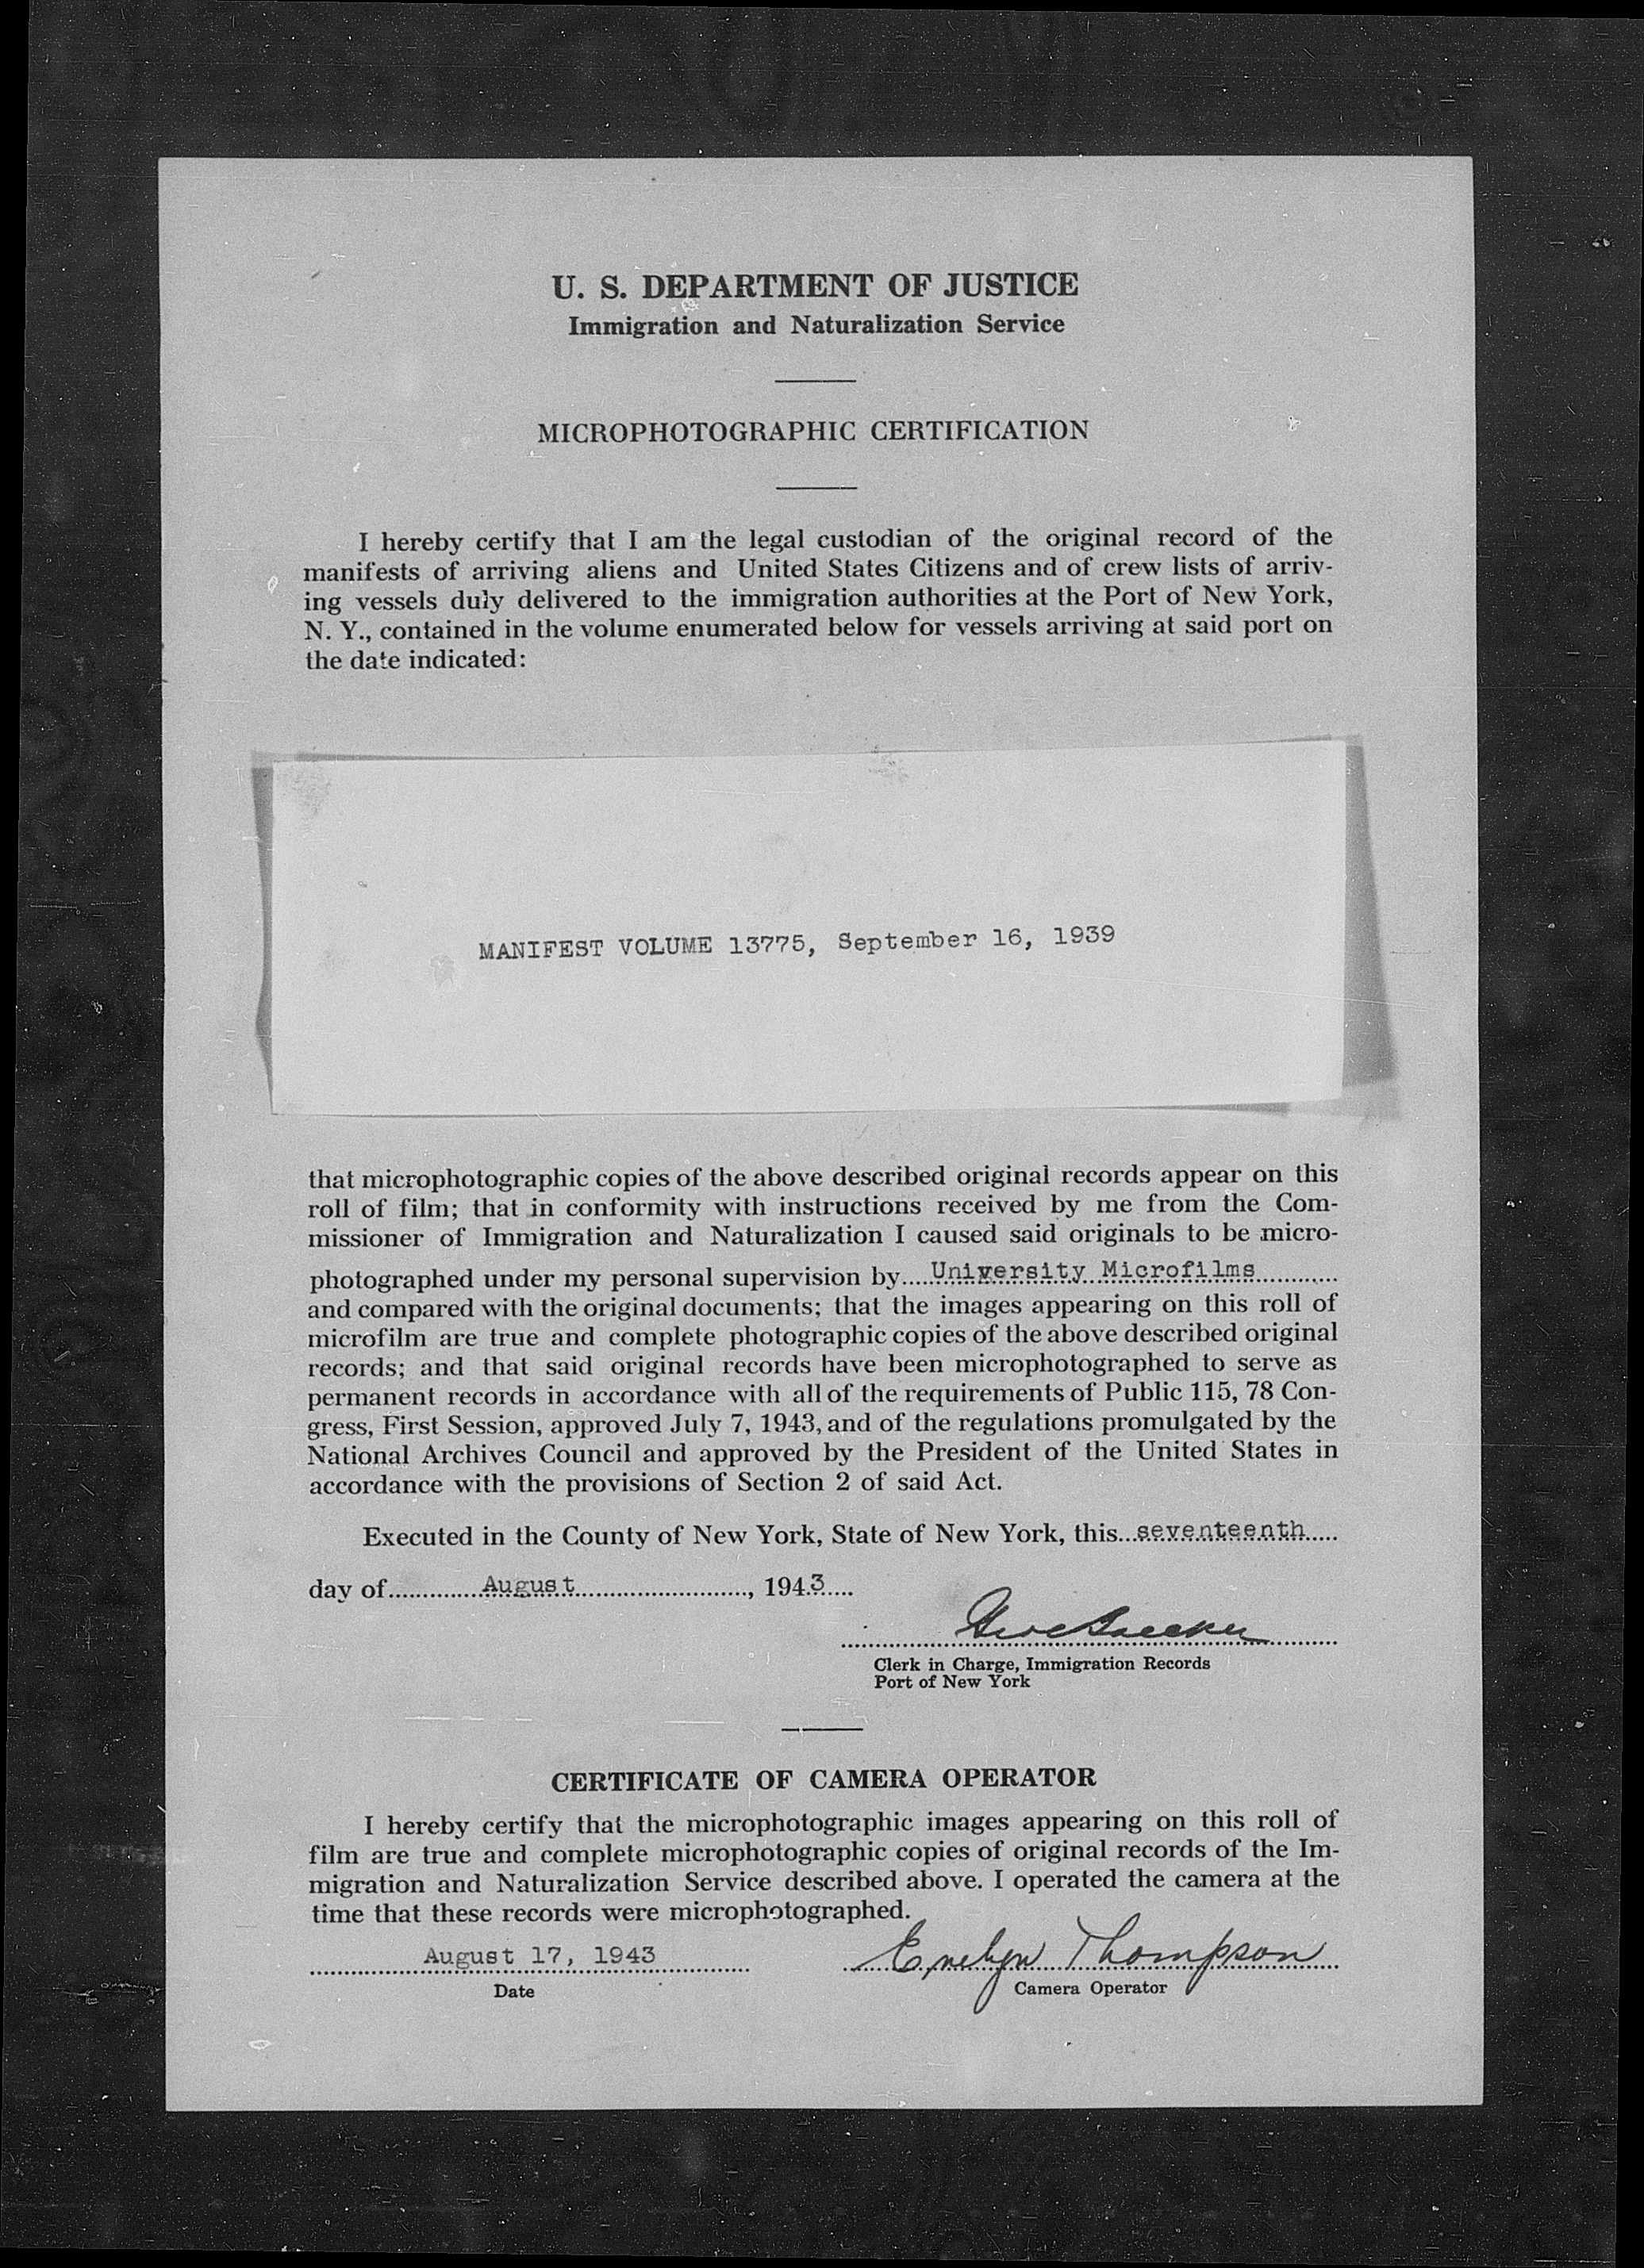 U. S. DEPARTMENT OF JUSTICE
Immigration and Naturalization Service
MICROPHOTOGRAPHIC CERTIFICATION
I hereby certify that I am the legal custodian of the original record of the
manifests of arriving aliens and United States Citizens and of crew lists of arriv-
ing vessels duly delivered to the immigration authorities at the Port of New York,
N. Y., contained in the volume enumerated below for vessels arriving at said port on
the date indicated:
MANIFEST VOLUME 13775, September 16, 1939
that microphotographic copies of the above described original records appear on this
roll of film; that in conformity with instructions received by me from the Com-
missioner of Immigration and Naturalization I caused said originals to be micro-
photographed under my personal supervision by University Microfilms
and compared with the original documents; that the images appearing on this roll of
microfilm are true and complete photographic copies of the above described original
records; and that said original records have been microphotographed to serve as
permanent records in accordance with all of the requirements of Public 115, 78 Con-
gress, First Session, approved July 7, 1943, and of the regulations promulgated by the
National Archives Council and approved by the President of the United States in
accordance with the provisions of Section 2 of said Act.
Executed in the County of New York, State of New York, this seventeenth
day of August, 1943
Clerk in Charge, Immigration Records
Port of New York
CERTIFICATE OF CAMERA OPERATOR
I hereby certify that the microphotographic images appearing on this roll of
film are true and complete microphotographic copies of original records of the Im-
migration and Naturalization Service described above. I operated the camera at the
time that these records were microphotographed.
August 17, 1943 Evelyn Thompson
Date Camera Operator